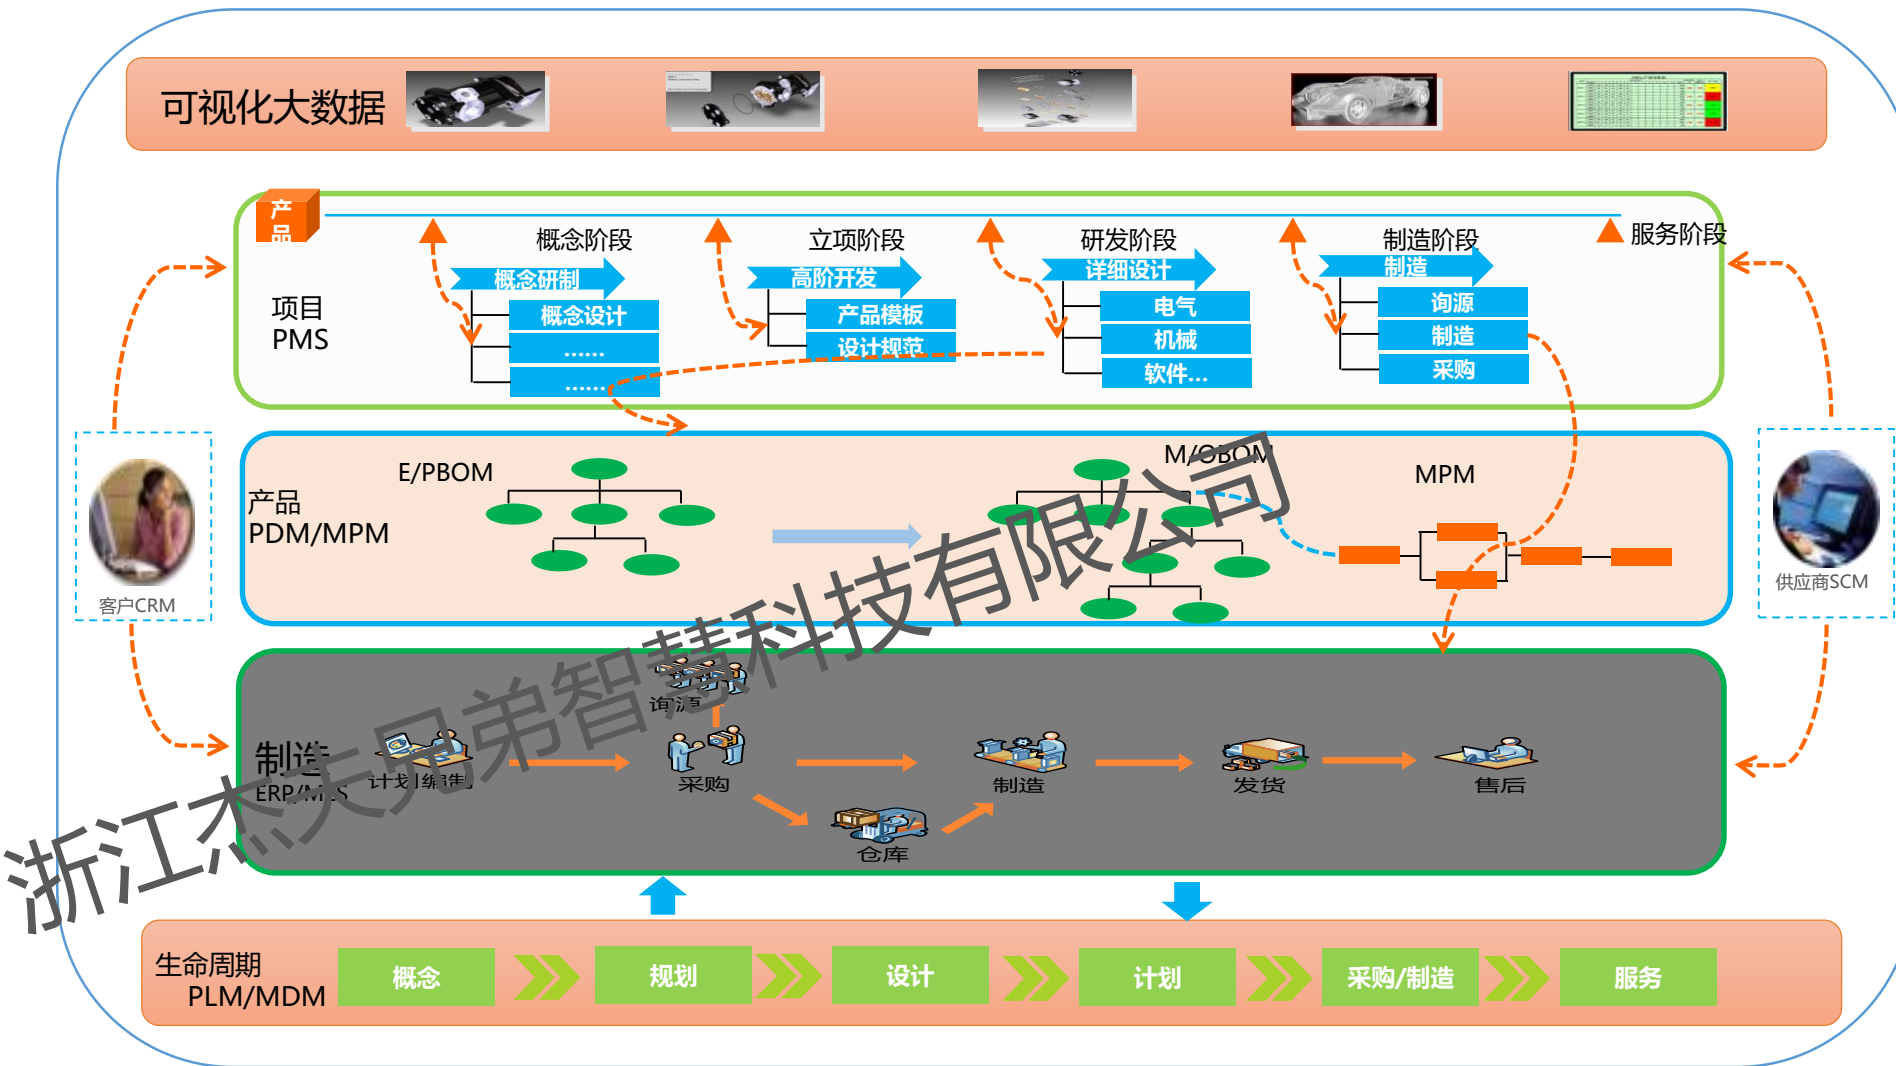 可视化大数据
产
品
概念阶段
立项阶段
研发阶段
制造阶段
服务阶段
概念研制
高阶开发
详细设计
制造
项目
PMS
概念设计
......
......
产品模板
设计规范
电气
机械
软件...
询源
制造
采购
E/PBOM
M/OBOM
MPM
产品
PDM/MPM
客户CRM
供应商SCM
询源
制造
ERP/MES
计划编制
采购
制造
发货
售后
仓库
浙江杰夫兄弟智慧科技有限公司
生命周期
PLM/MDM
概念
规划
设计
计划
采购/制造
服务